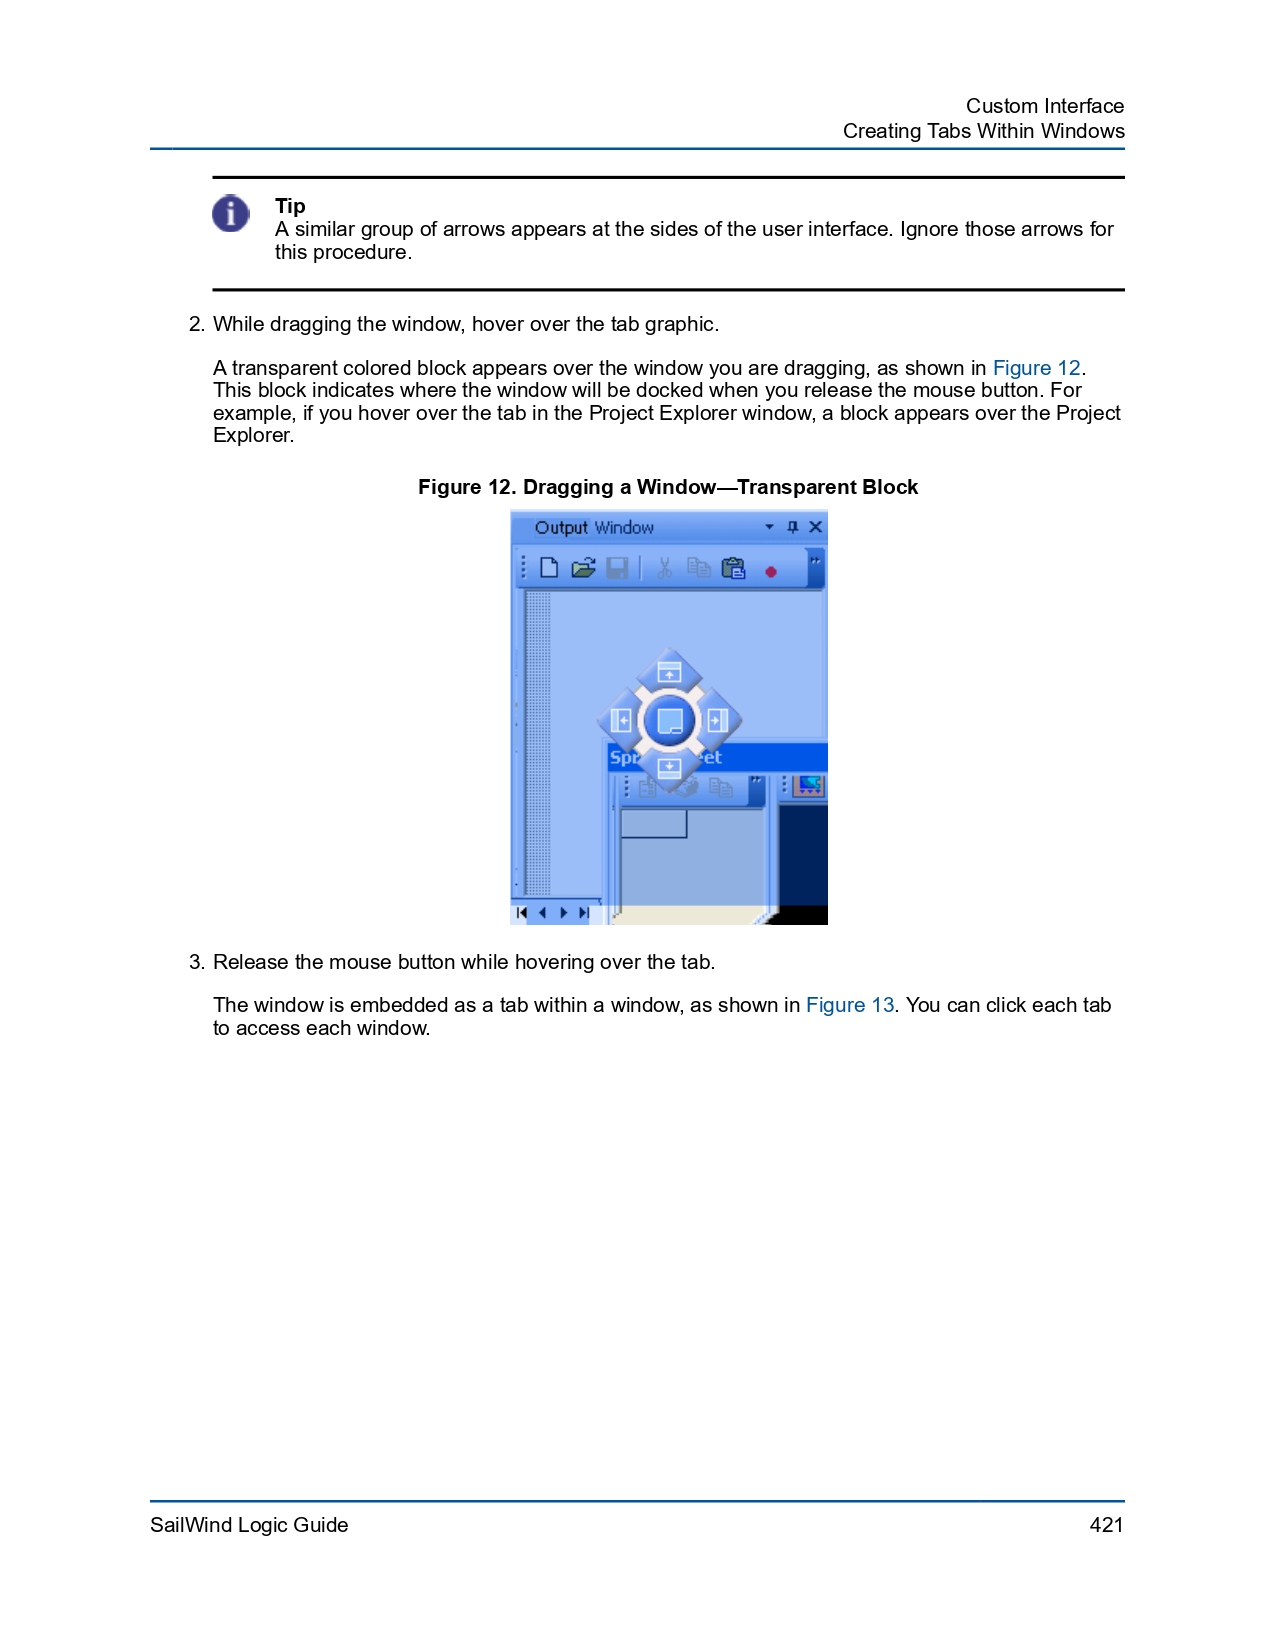 Custom Interface
Creating Tabs Within Windows
Tip
A similar group of arrows appears at the sides of the user interface. Ignore those arrows for
this procedure.
2. While dragging the window, hover over the tab graphic.
A transparent colored block appears over the window you are dragging, as shown in Figure 12.
This block indicates where the window will be docked when you release the mouse button. For
example, if you hover over the tab in the Project Explorer window, a block appears over the Project
Explorer.
Figure 12. Dragging a Window—Transparent Block
Output Window
3. Release the mouse button while hovering over the tab.
The window is embedded as a tab within a window, as shown in Figure 13. You can click each tab
to access each window.
SailWind Logic Guide
421